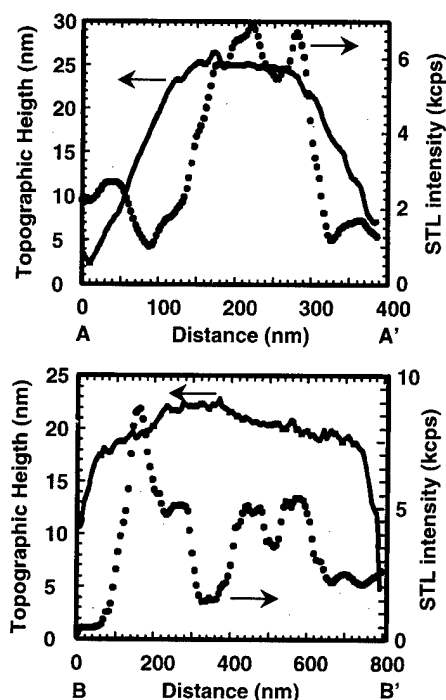 Topographic Heigth (nm)
30
25
20
15
10
5
0
STL intensity (kcps)
6
4
2
0
0 100 200 300 400
A Distance (nm) A'
Topographic Heigth (nm)
25
20
15
10
5
0
STL intensity (kcps)
10
5
0
0 200 400 600 800
B Distance (nm) B'